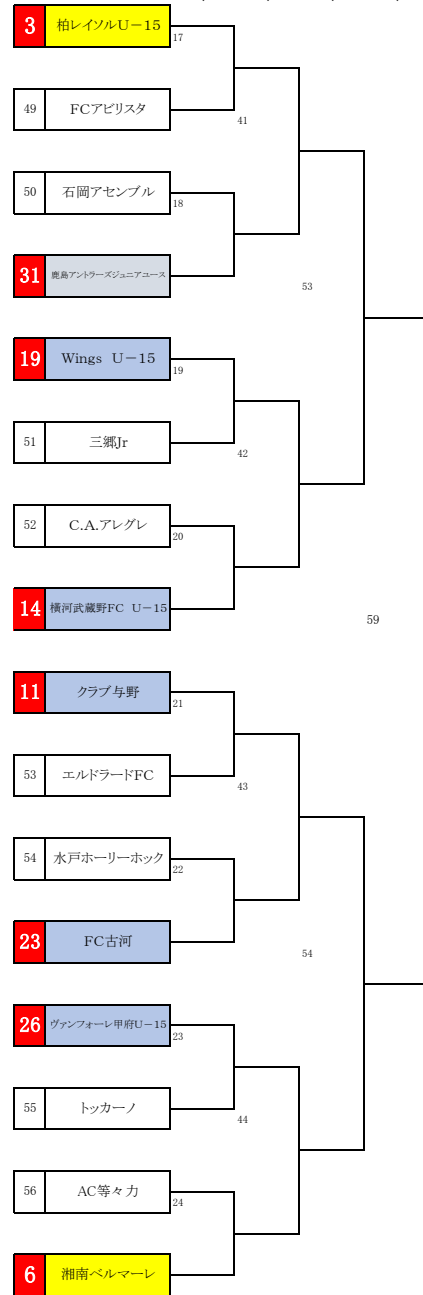 3 柏レイソルU－15
17
49 FCアビリスタ
41
50 石岡アセンブル
18
31 鹿島アントラーズジュニアユース
53
19 Wings U－15
19
51 三郷Jr
42
52 C.A.アレグレ
20
14 横河武蔵野FC U－15
59
11 クラブ与野
21
53 エルドラードFC
43
54 水戸ホーリーホック
22
23 FC古河
54
26 ヴァンフォーレ甲府U－15
23
55 トッカーノ
44
56 AC等々力
24
6 湘南ベルマーレ